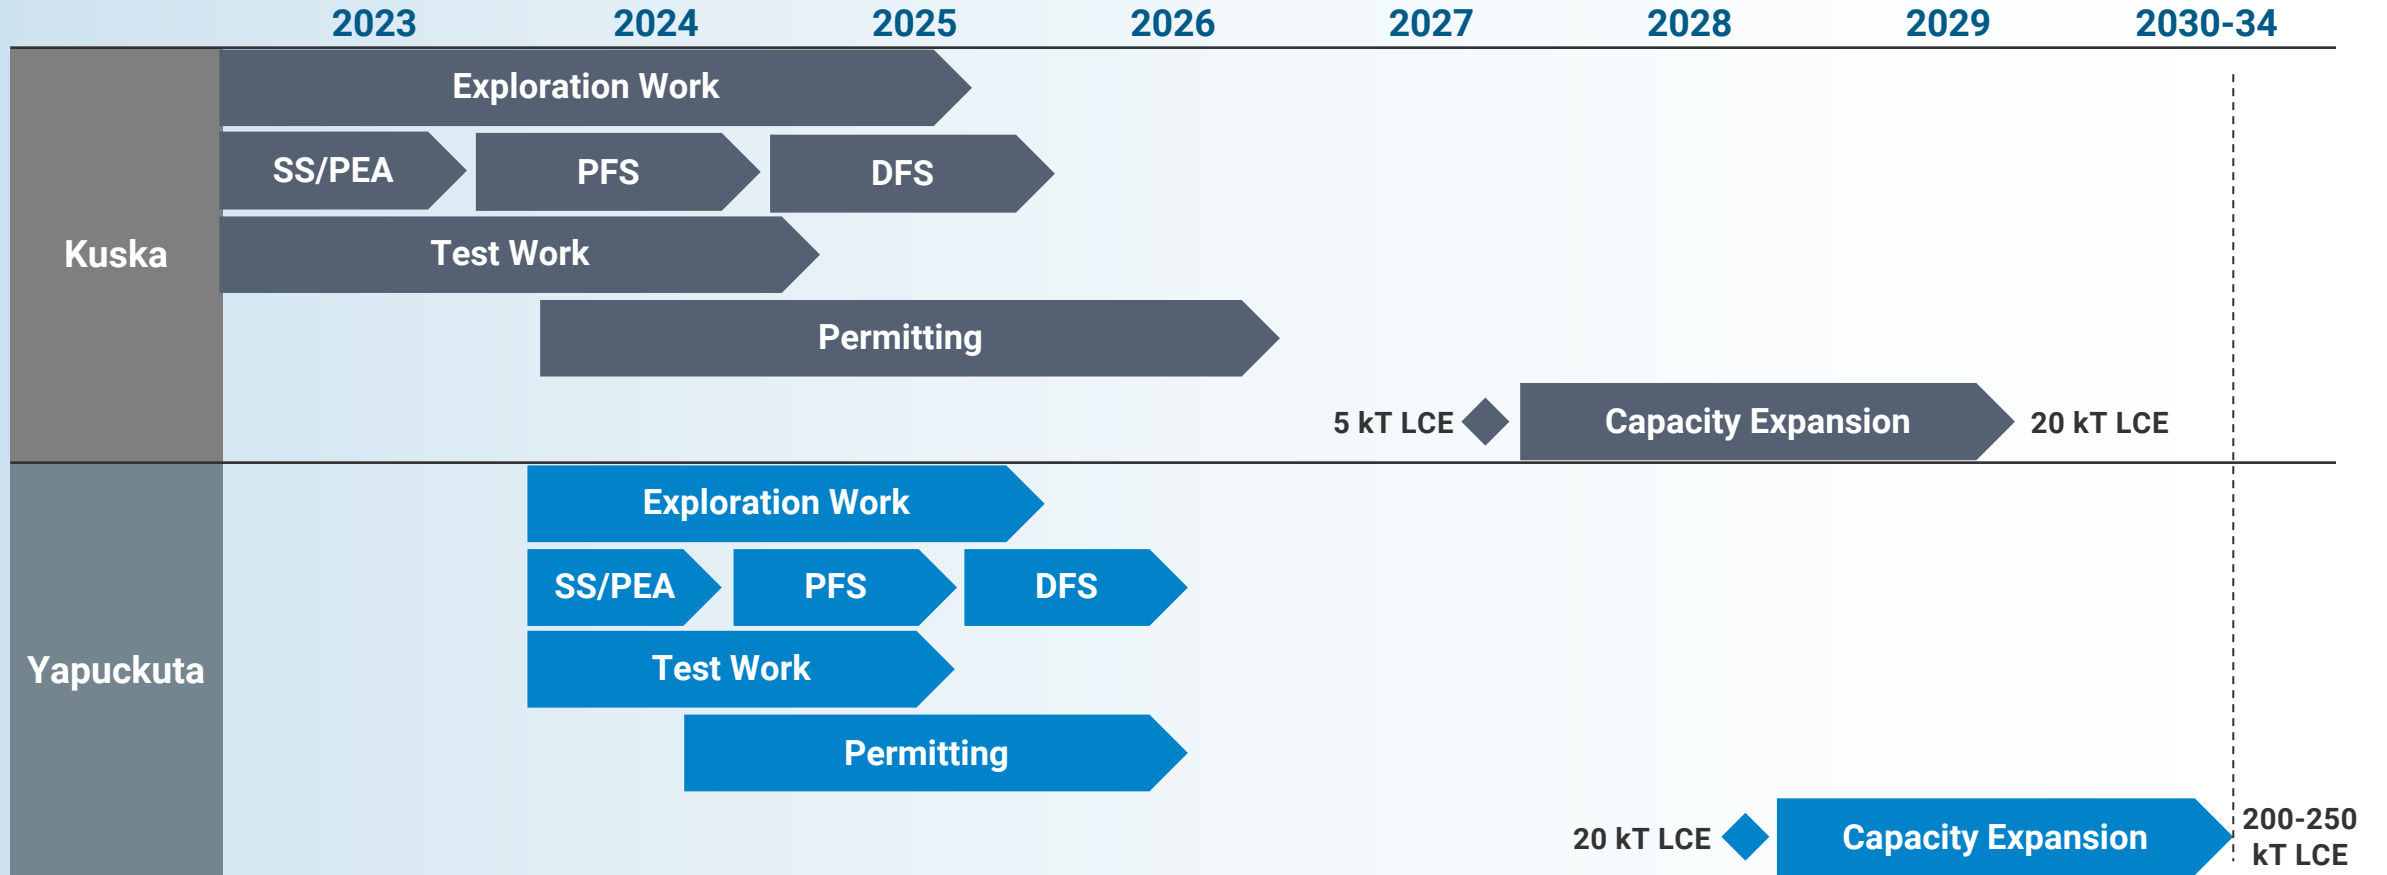 2023 2024 2025 2026 2027 2028 2029 2030-34
Kuska
Exploration Work
SS/PEA PFS DFS
Test Work
Permitting
5 kT LCE Capacity Expansion 20 kT LCE
Yapuckuta
Exploration Work
SS/PEA PFS DFS
Test Work
Permitting
20 kT LCE Capacity Expansion
200-250
kT LCE